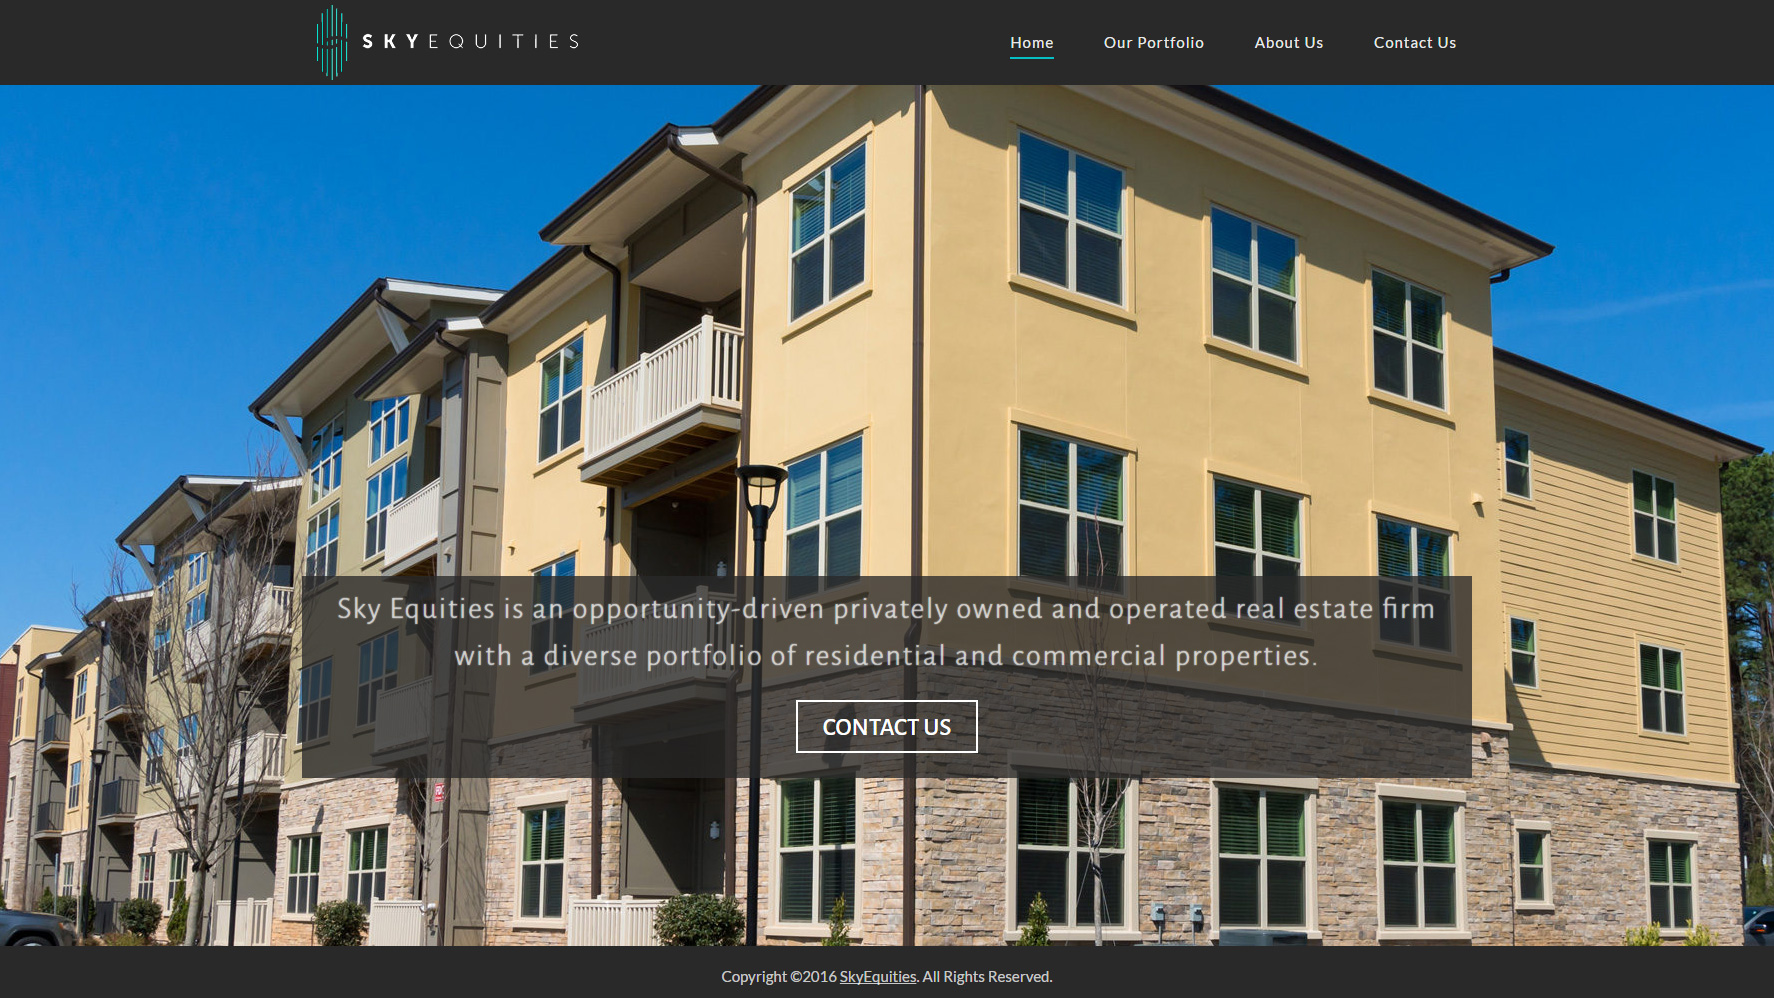 SKYEQUITIES
Home
Our Portfolio
About Us
Contact Us
Sky Equities is an opportunity-driven privately owned and operated real estate firm
with a diverse portfolio of residential and commercial properties.
CONTACT US
FDC
Copyright ©2016 SkyEquities. All Rights Reserved.